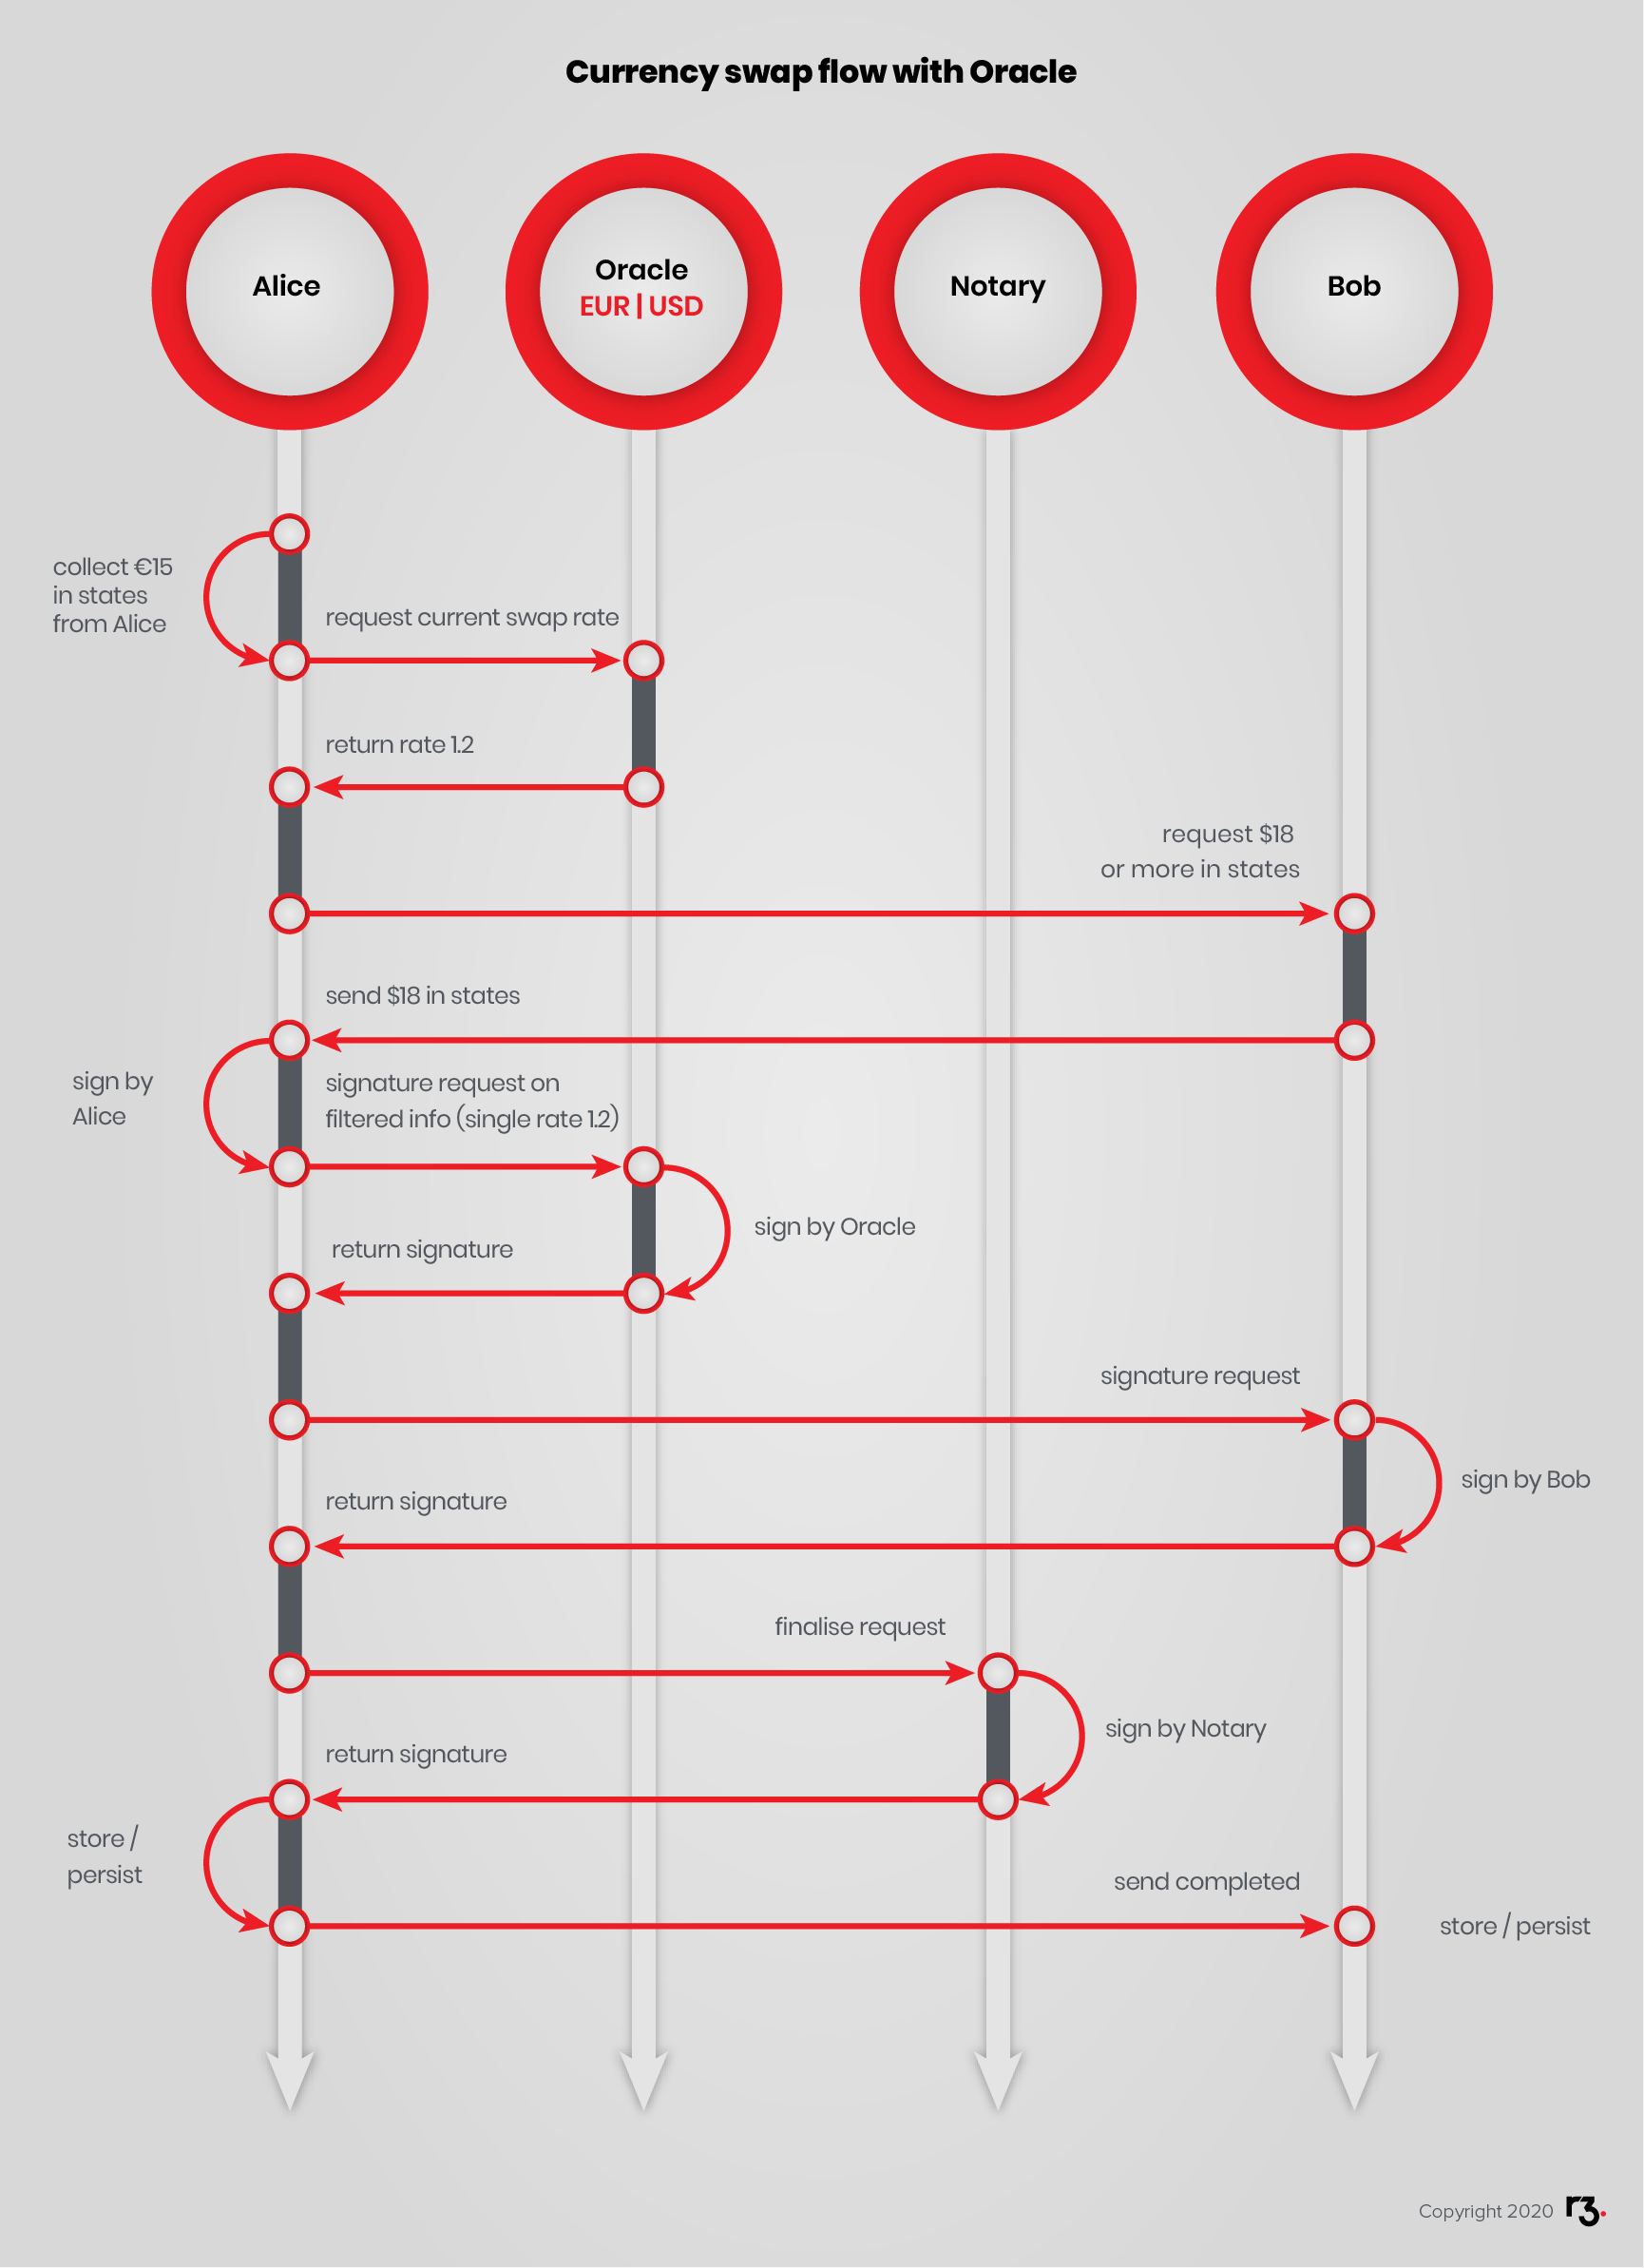 Currency swap flow with Oracle
Alice
Oracle
EUR | USD
Notary
Bob
collect €15
in states
from Alice
request current swap rate
return rate 1.2
request $18
or more in states
send $18 in states
sign by
Alice
signature request on
filtered info (single rate 1.2)
sign by Oracle
return signature
signature request
sign by Bob
return signature
finalise request
sign by Notary
return signature
store /
persist
send completed
store / persist
Copyright 2020 r3.